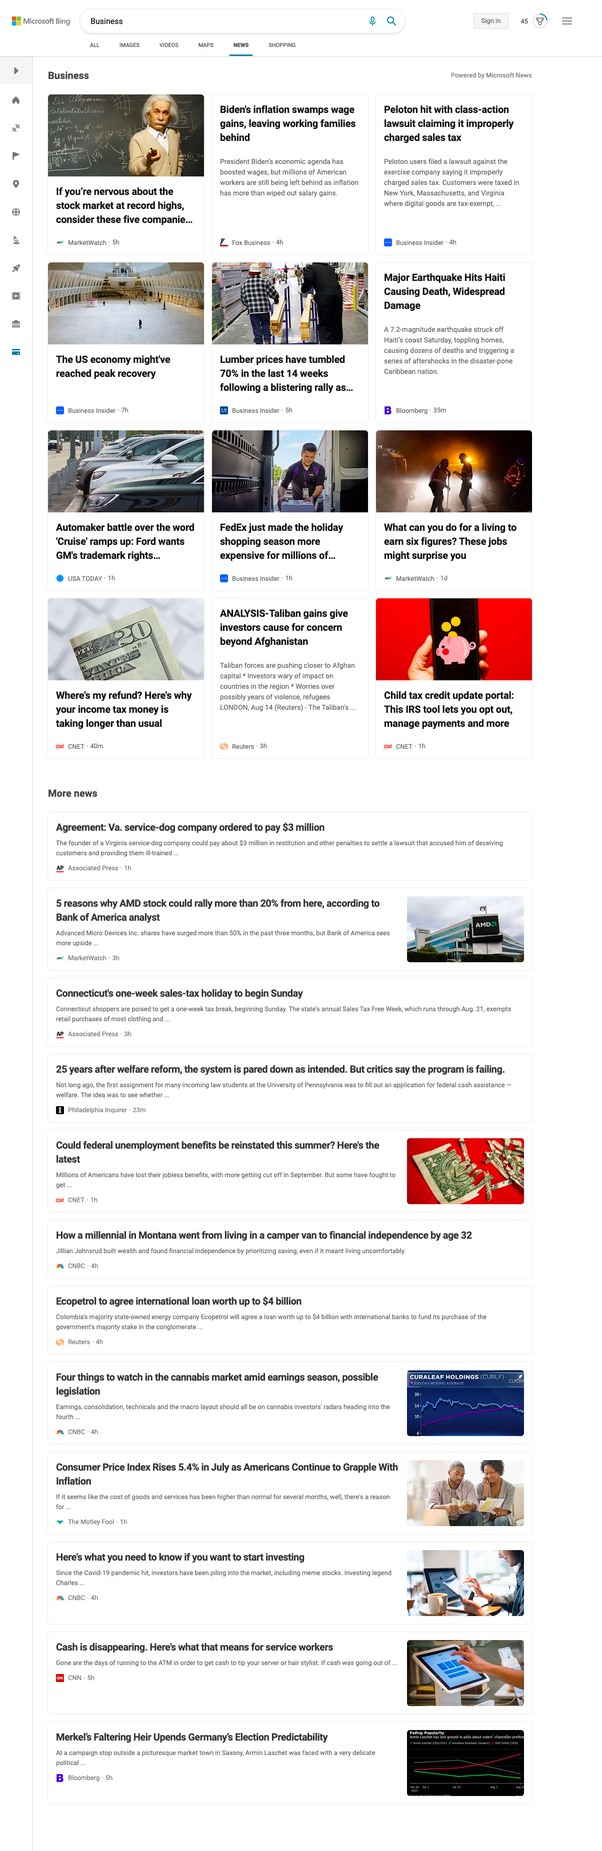 Microsoft Bing
Business
Sign in
45
ALL
IMAGES
VIDEOS
MAPS
NEWS
SHOPPING
Business
Powered by Microsoft News
If you're nervous about the
stock market at record highs,
consider these five companie...
MarketWatch · 5h
Biden's inflation swamps wage
gains, leaving working families
behind
President Biden's economic agenda has
boosted wages, but millions of American
workers are still being left behind as inflation
has more than wiped out salary gains.
Fox Business · 4h
Peloton hit with class-action
lawsuit claiming it improperly
charged sales tax
Peloton users filed a lawsuit against the
exercise company saying it improperly
charged sales tax. Customers were taxed in
New York, Massachusetts, and Virginia
where digital goods are tax-exempt, ...
Business Insider · 4h
The US economy might've
reached peak recovery
Business Insider · 7h
Lumber prices have tumbled
70% in the last 14 weeks
following a blistering rally as...
Business Insider · 5h
Major Earthquake Hits Haiti
Causing Death, Widespread
Damage
A 7.2-magnitude earthquake struck off
Haiti's coast Saturday, toppling homes,
causing dozens of deaths and triggering a
series of aftershocks in the disaster-prone
Caribbean nation.
Bloomberg · 35m
Automaker battle over the word
'Cruise' ramps up: Ford wants
GM's trademark rights...
USA TODAY · 1h
FedEx just made the holiday
shopping season more
expensive for millions of...
Business Insider · 1h
What can you do for a living to
earn six figures? These jobs
might surprise you
MarketWatch · 1d
Where's my refund? Here's why
your income tax money is
taking longer than usual
CNET · 40m
ANALYSIS-Taliban gains give
investors cause for concern
beyond Afghanistan
Taliban forces are pushing closer to Afghan
capital * Investors wary of impact on
countries in the region * Worries over
possibly years of violence, refugees
LONDON, Aug 14 (Reuters) - The Taliban's ...
Reuters · 3h
Child tax credit update portal:
This IRS tool lets you opt out,
manage payments and more
CNET · 1h
More news
Agreement: Va. service-dog company ordered to pay $3 million
The founder of a Virginia service-dog company could pay about $3 million in restitution and other penalties to settle a lawsuit that accused him of deceiving
customers and providing them ill-trained ...
AP Associated Press · 1h
5 reasons why AMD stock could rally more than 20% from here, according to
Bank of America analyst
Advanced Micro Devices Inc. shares have surged more than 50% in the past three months, but Bank of America sees
more upside ...
MarketWatch · 3h
AMD
Connecticut's one-week sales-tax holiday to begin Sunday
Connecticut shoppers are poised to get a one-week tax break, beginning Sunday. The state's annual Sales Tax Free Week, which runs through Aug. 21, exempts
retail purchases of most clothing and ...
AP Associated Press · 3h
25 years after welfare reform, the system is pared down as intended. But critics say the program is failing.
Not long ago, the first assignment for many incoming law students at the University of Pennsylvania was to fill out an application for federal cash assistance —
welfare. The idea was to see whether ...
Philadelphia Inquirer · 23m
Could federal unemployment benefits be reinstated this summer? Here's the
latest
Millions of Americans have lost their jobless benefits, with more getting cut off in September. But some have fought to
get ...
CNET · 1h
How a millennial in Montana went from living in a camper van to financial independence by age 32
Jillian Johnsrud built wealth and found financial independence by prioritizing saving, even if it meant living uncomfortably.
CNBC · 4h
Ecopetrol to agree international loan worth up to $4 billion
Colombia's majority state-owned energy company Ecopetrol will agree a loan worth up to $4 billion with international banks to fund its purchase of the
government's majority stake in the conglomerate ...
Reuters · 4h
Four things to watch in the cannabis market amid earnings season, possible
legislation
Earnings, consolidation, technicals and the macro layout should all be on cannabis investors' radars heading into the
fourth ...
CNBC · 4h
CURALEAF HOLDINGS (CURLF)
Consumer Price Index Rises 5.4% in July as Americans Continue to Grapple With
Inflation
If it seems like the cost of goods and services has been higher than normal for several months, well, there's a reason
for ...
The Motley Fool · 1h
Here's what you need to know if you want to start investing
Since the Covid-19 pandemic hit, investors have been piling into the market, including meme stocks. Investing legend
Charles ...
CNBC · 4h
Cash is disappearing. Here's what that means for service workers
Gone are the days of running to the ATM in order to get cash to tip your server or hair stylist. If cash was going out of ...
CNN · 5h
Merkel's Faltering Heir Upends Germany's Election Predictability
At a campaign stop outside a picturesque market town in Saxony, Armin Laschet was faced with a very delicate
political ...
Bloomberg · 5h
Fading Popularity